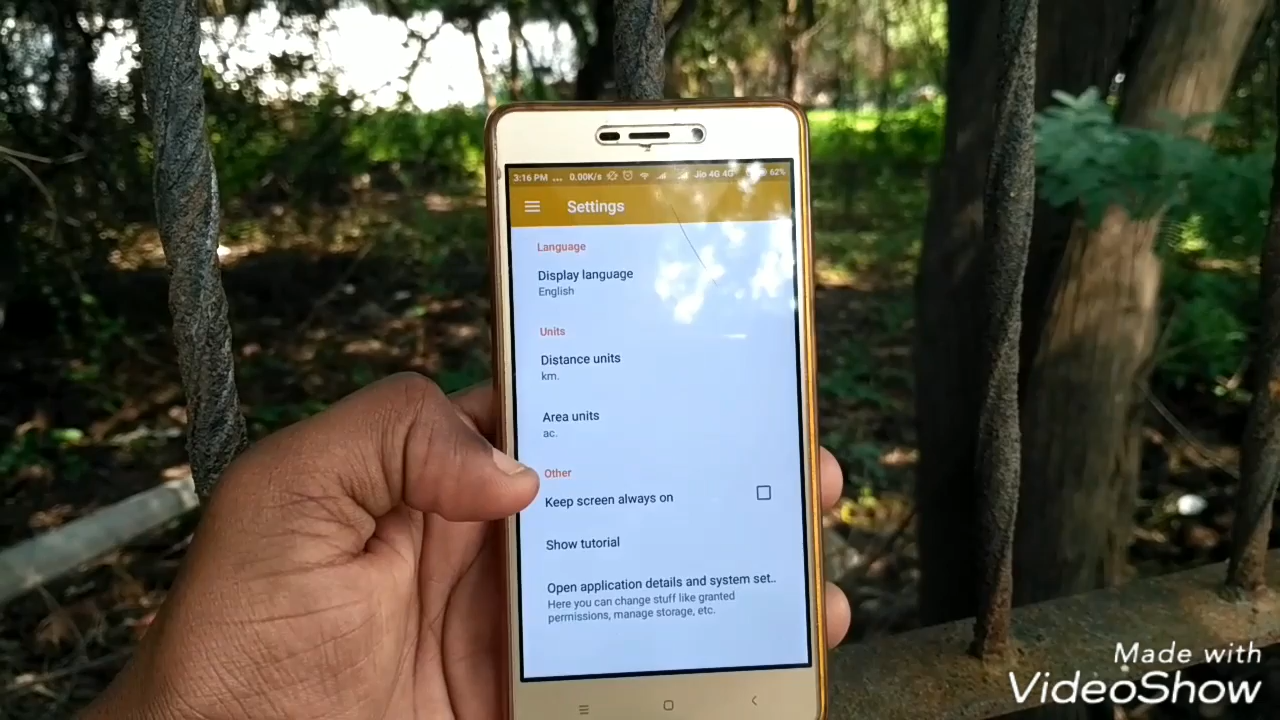 3:16 PM ... 0.00K/s Jio 4G 4G 62%
Settings
Language
Display language
English
Units
Distance units
km.
Area units
ac.
Other
Keep screen always on
Show tutorial
Open application details and system set..
Here you can change stuff like granted
permissions, manage storage, etc.
Made with
VideoShow